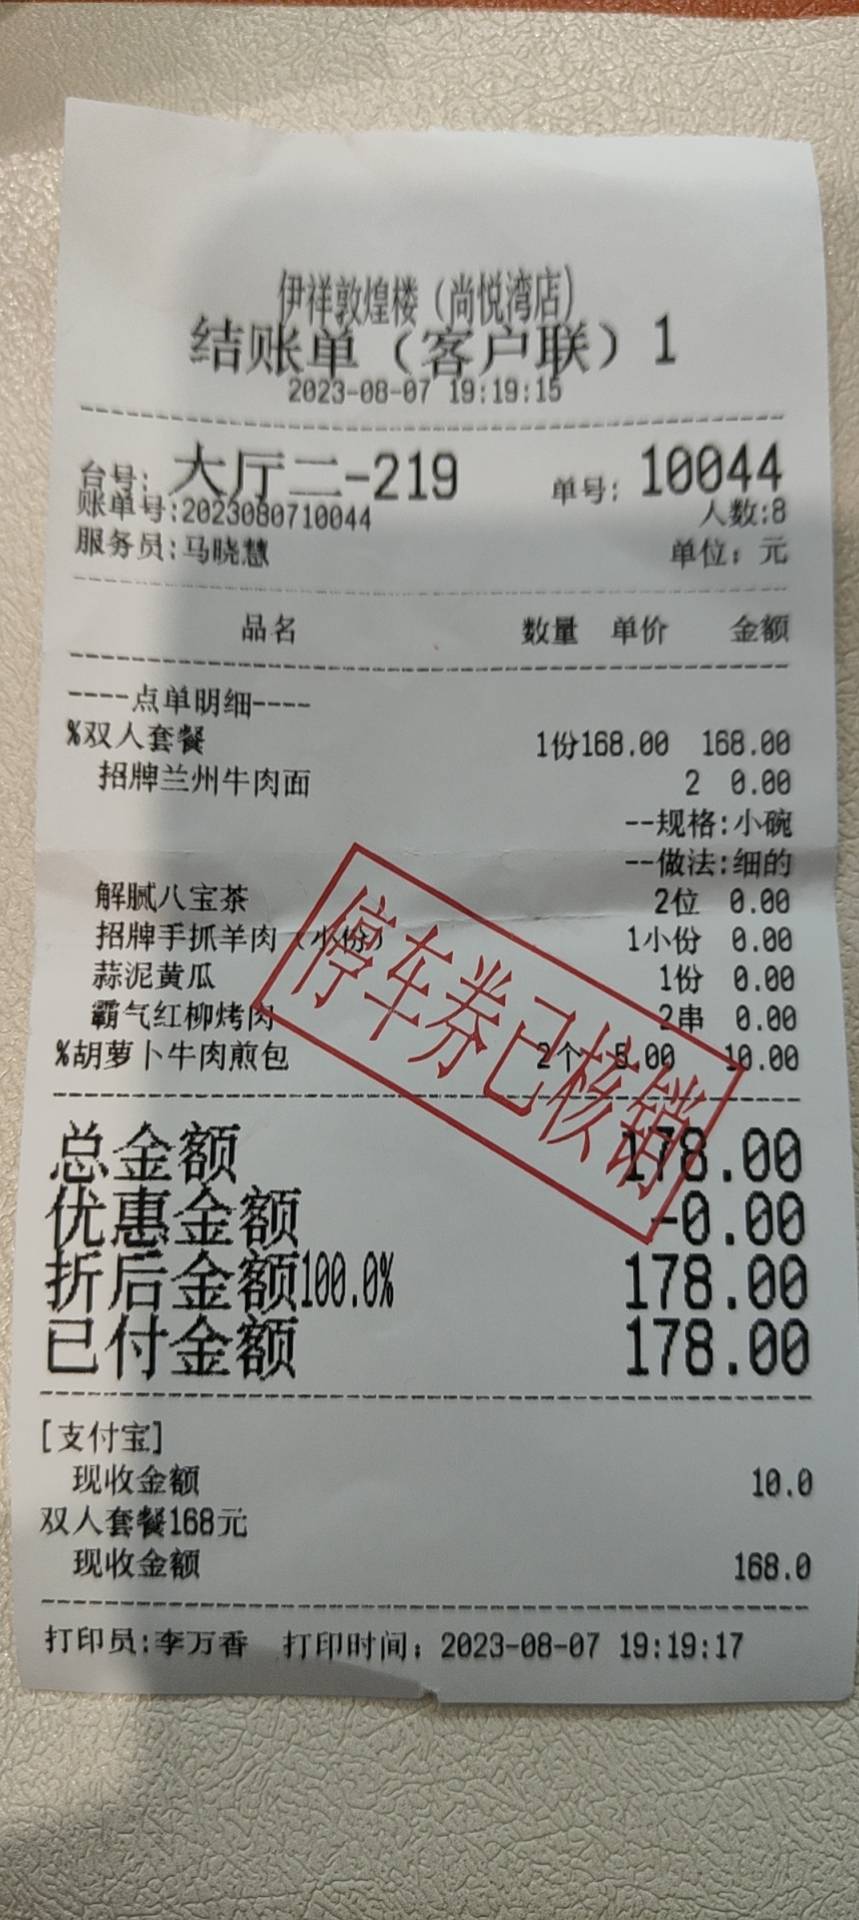 伊祥敦煌楼（尚悦湾店）
结账单（客户联）1
2023-08-07 19:19:15
台号: 大厅二-219 单号: 10044
账单号:2023080710044 人数:8
服务员:马晓慧 单位: 元
品名 数量 单价 金额
----点单明细----
%双人套餐 1份168.00 168.00
招牌兰州牛肉面 2 0.00
--规格:小碗
--做法:细的
解腻八宝茶 2位 0.00
招牌手抓羊肉（小份） 1小份 0.00
蒜泥黄瓜 1份 0.00
霸气红柳烤肉 2串 0.00
%胡萝卜牛肉煎包 2个 5.00 10.00
停车券已核销
总金额 178.00
优惠金额 -0.00
折后金额100.0% 178.00
已付金额 178.00
[支付宝]
现收金额 10.0
双人套餐168元
现收金额 168.0
打印员:李万香 打印时间: 2023-08-07 19:19:17